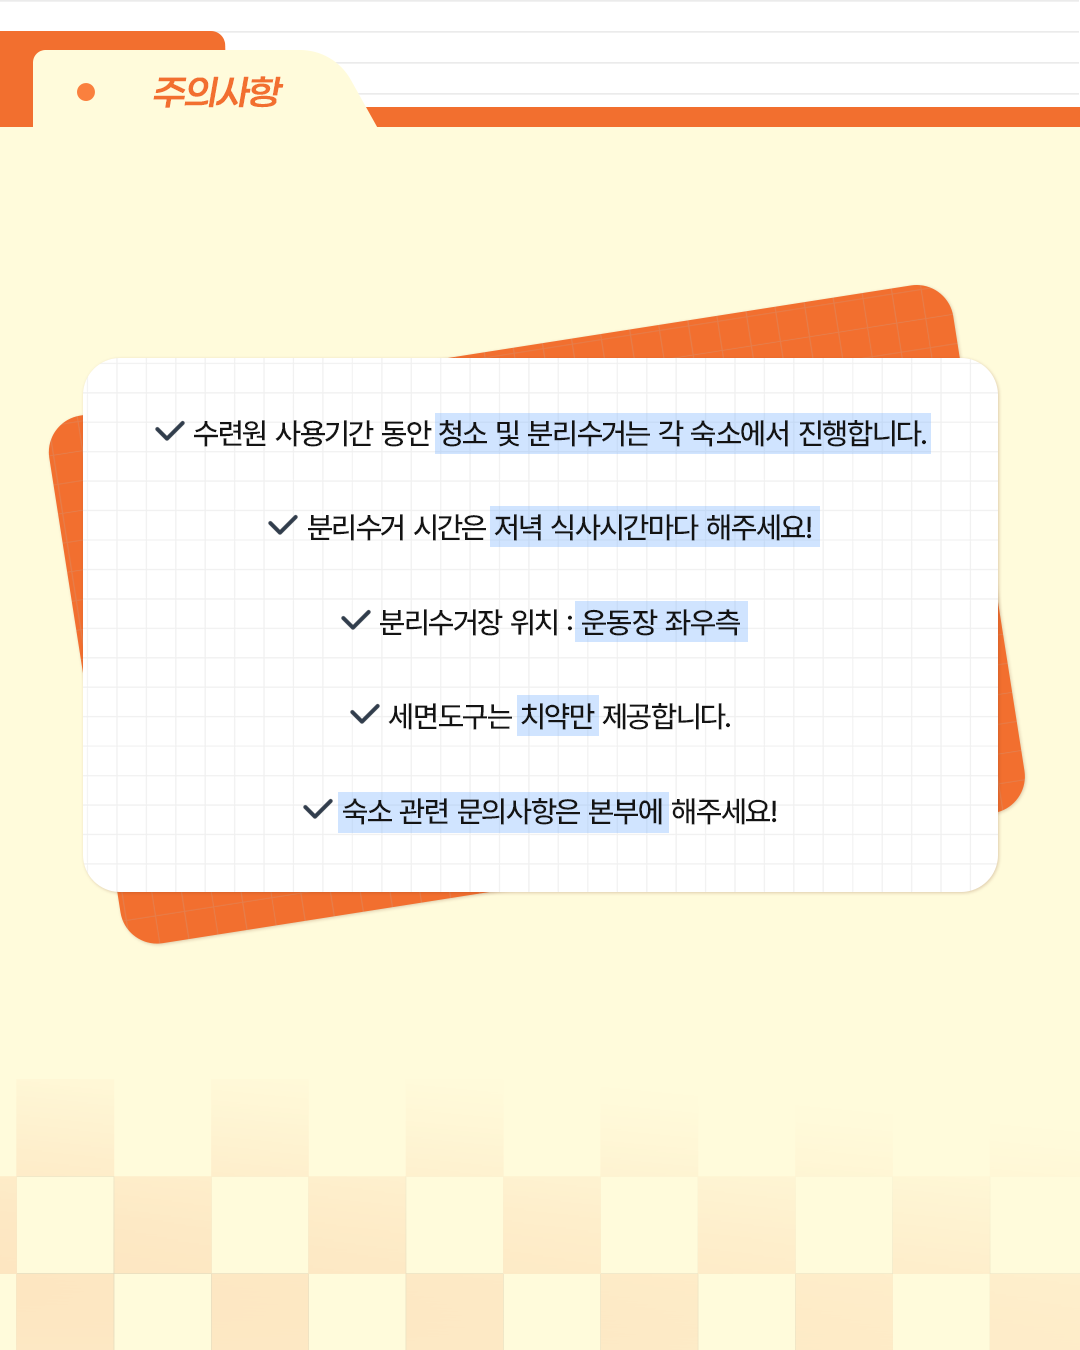 주의사항
수련원 사용기간 동안 청소 및 분리수거는 각 숙소에서 진행합니다.
분리수거 시간은 저녁 식사시간마다 해주세요!
분리수거장 위치 : 운동장 좌우측
세면도구는 치약만 제공합니다.
숙소 관련 문의사항은 본부에 해주세요!